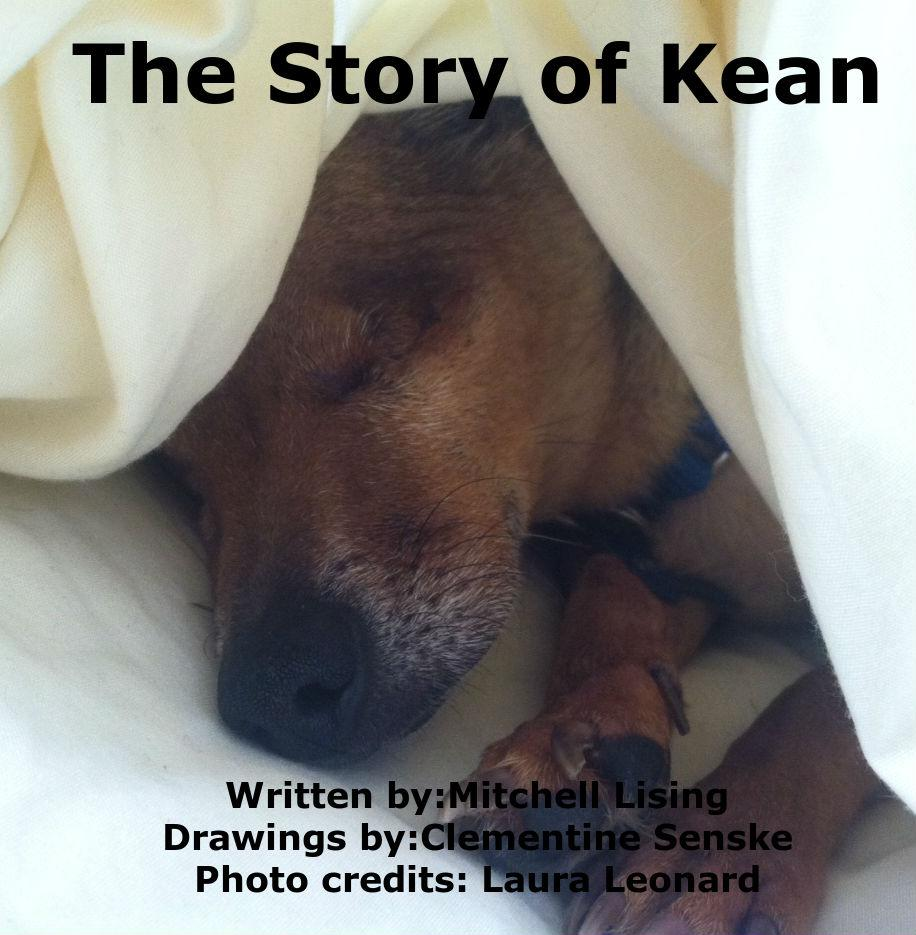 The Story of Kean
Written by:Mitchell Lising
Drawings by:Clementine Senske
Photo credits: Laura Leonard